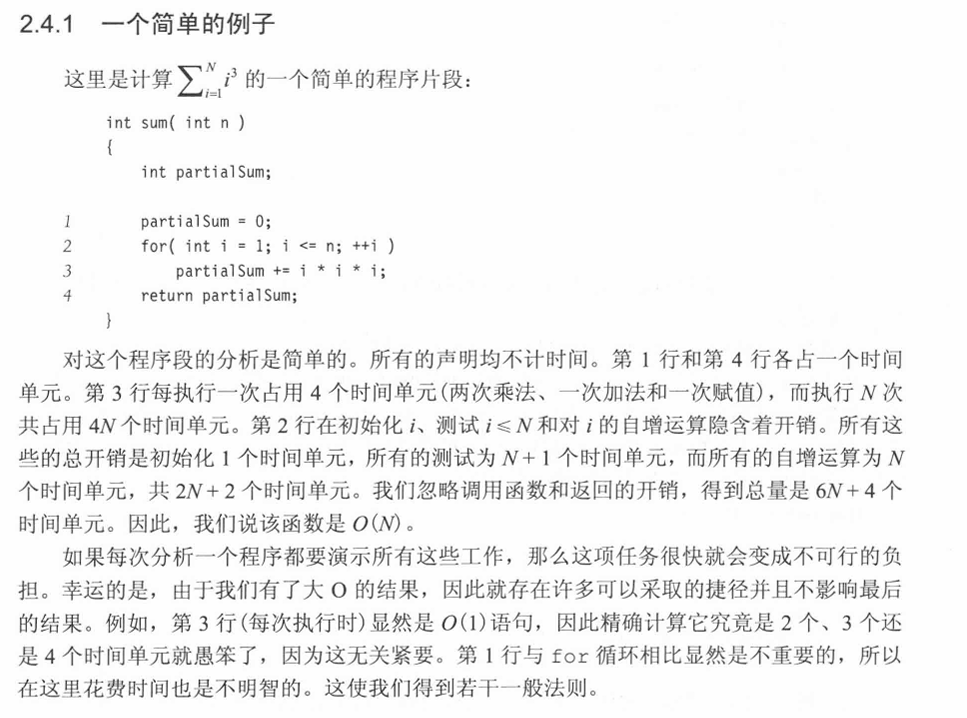 2.4.1 一个简单的例子
这里是计算 ∑_{i=1}^{N} i³ 的一个简单的程序片段：
int sum( int n )
{
int partialSum;
1 partialSum = 0;
2 for( int i = 1; i <= n; ++i )
3 partialSum += i * i * i;
4 return partialSum;
}
对这个程序段的分析是简单的。所有的声明均不计时间。第 1 行和第 4 行各占一个时间
单元。第 3 行每执行一次占用 4 个时间单元(两次乘法、一次加法和一次赋值)，而执行 N 次
共占用 4N 个时间单元。第 2 行在初始化 i、测试 i≤N 和对 i 的自增运算隐含着开销。所有这
些的总开销是初始化 1 个时间单元，所有的测试为 N+1 个时间单元，而所有的自增运算为 N
个时间单元，共 2N+2 个时间单元。我们忽略调用函数和返回的开销，得到总量是 6N+4 个
时间单元。因此，我们说该函数是 O(N)。
如果每次分析一个程序都要演示所有这些工作，那么这项任务很快就会变成不可行的负
担。幸运的是，由于我们有了大 O 的结果，因此就存在许多可以采取的捷径并且不影响最后
的结果。例如，第 3 行(每次执行时)显然是 O(1)语句，因此精确计算它究竟是 2 个、3 个还
是 4 个时间单元就愚笨了，因为这无关紧要。第 1 行与 for 循环相比显然是不重要的，所以
在这里花费时间也是不明智的。这使我们得到若干一般法则。